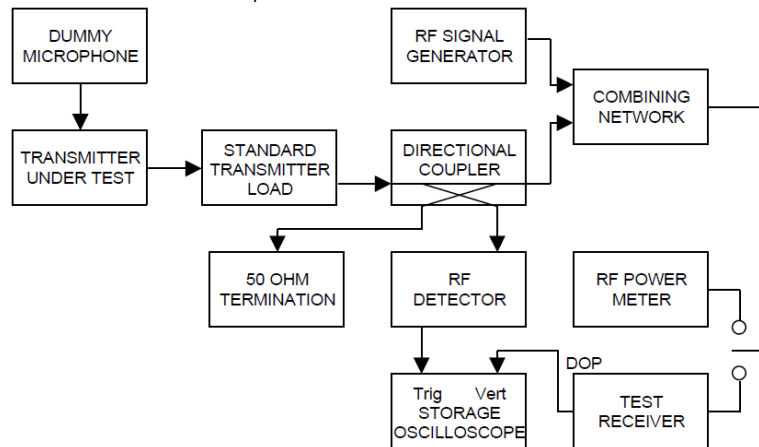 DUMMY
MICROPHONE
RF SIGNAL
GENERATOR
COMBINING
NETWORK
TRANSMITTER
UNDER TEST
STANDARD
TRANSMITTER
LOAD
DIRECTIONAL
COUPLER
50 OHM
TERMINATION
RF
DETECTOR
RF POWER
METER
DOP
Trig Vert
STORAGE
OSCILLOSCOPE
TEST
RECEIVER